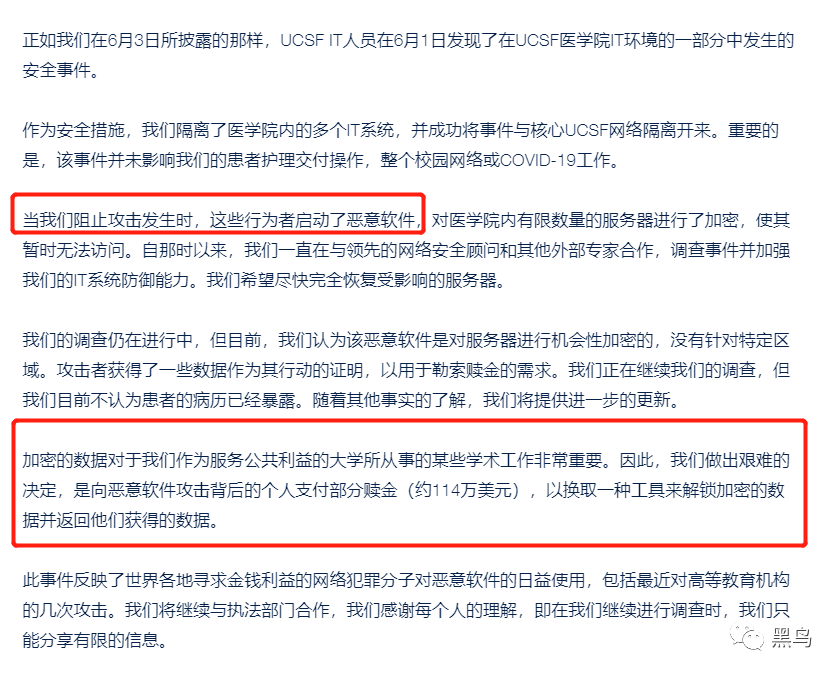 正如我们在6月3日所披露的那样，UCSF IT人员在6月1日发现了在UCSF医学院IT环境的一部分中发生的
安全事件。
作为安全措施，我们隔离了医学院内的多个IT系统，并成功将事件与核心UCSF网络隔离开来。重要的
是，该事件并未影响我们的患者护理交付操作，整个校园网络或COVID-19工作。
当我们阻止攻击发生时，这些行为者启动了恶意软件，对医学院内有限数量的服务器进行了加密，使其
暂时无法访问。自那时以来，我们一直在与领先的网络安全顾问和其他外部专家合作，调查事件并加强
我们的IT系统防御能力。我们希望尽快完全恢复受影响的服务器。
我们的调查仍在进行中，但目前，我们认为该恶意软件是对服务器进行机会性加密的，没有针对特定区
域。攻击者获得了一些数据作为其行动的证明，以用于勒索赎金的需求。我们正在继续我们的调查，但
我们目前不认为患者的病历已经暴露。随着其他事实的了解，我们将提供进一步的更新。
加密的数据对于我们作为服务公共利益的大学所从事的某些学术工作非常重要。因此，我们做出艰难的
决定，是向恶意软件攻击背后的个人支付部分赎金（约114万美元），以换取一种工具来解锁加密的数
据并返回他们获得的数据。
此事件反映了世界各地寻求金钱利益的网络犯罪分子对恶意软件的日益使用，包括最近对高等教育机构
的几次攻击。我们将继续与执法部门合作，我们感谢每个人的理解，即在我们继续进行调查时，我们只
能分享有限的信息。
黑鸟